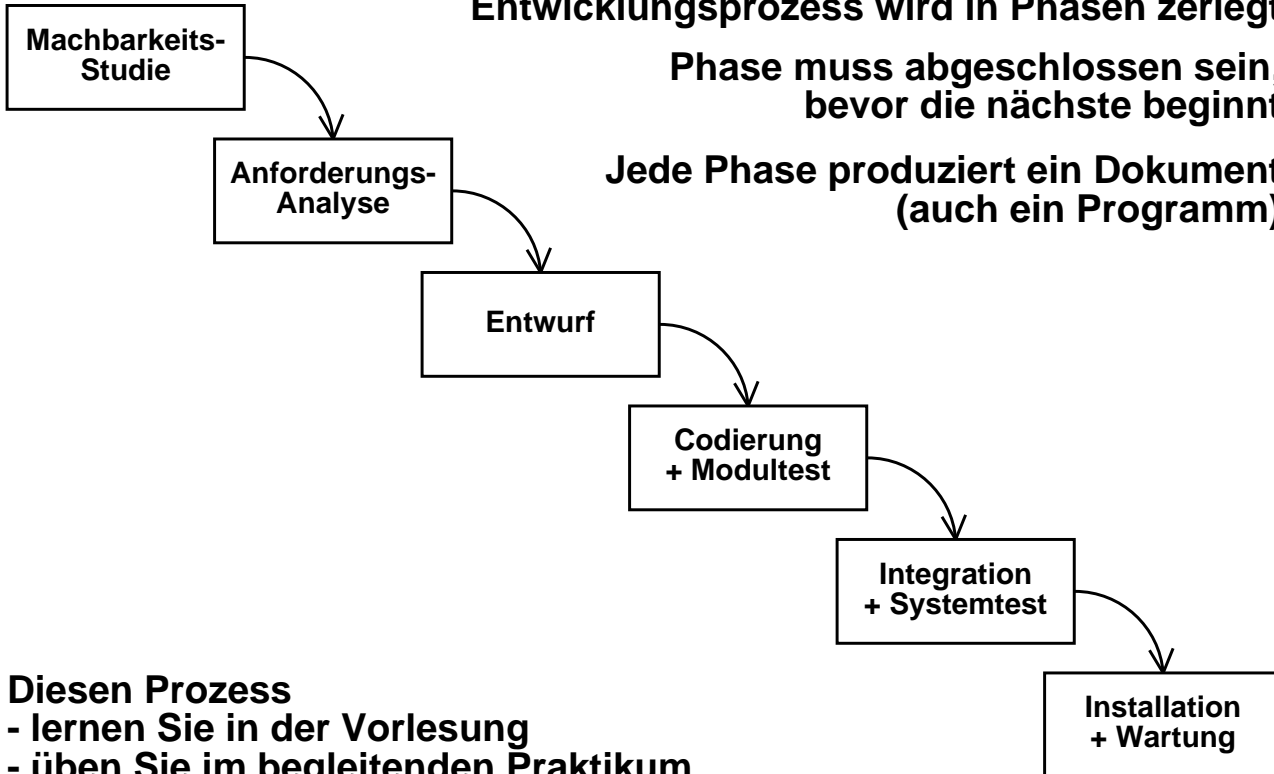 Entwicklungsprozess wird in Phasen zerlegt
Machbarkeits-
Studie
Phase muss abgeschlossen sein,
bevor die nächste beginnt
Anforderungs-
Analyse
Jede Phase produziert ein Dokument
(auch ein Programm)
Entwurf
Codierung
+ Modultest
Integration
+ Systemtest
Installation
+ Wartung
Diesen Prozess
- lernen Sie in der Vorlesung
- üben Sie im begleitenden Praktikum